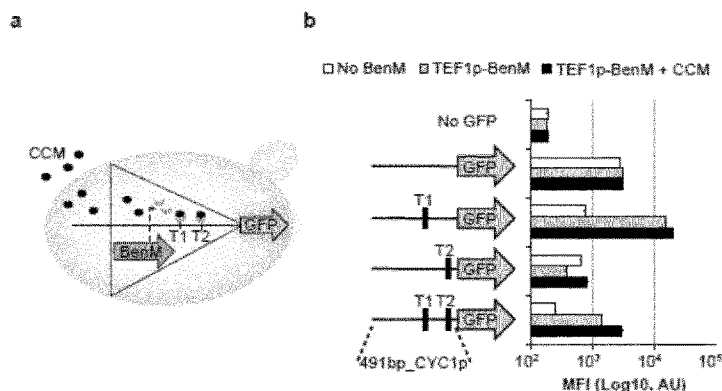 a
b
No BenM TEF1p-BenM TEF1p-BenM + CCM
CCM
BenM
T1 T2
GFP
No GFP
GFP
T1
GFP
T2
GFP
T1 T2
GFP
491bp_CYC1p
10² 10³ 10⁴ 10⁵
MFI (Log10, AU)